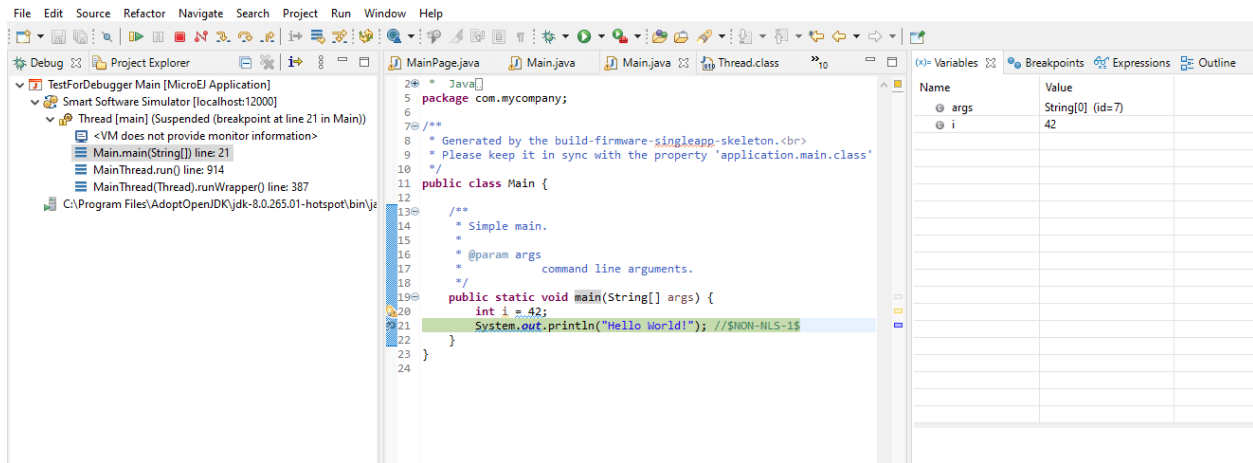 File Edit Source Refactor Navigate Search Project Run Window Help
Debug Project Explorer
TestForDebugger Main [MicroEJ Application]
Smart Software Simulator [localhost:12000]
Thread [main] (Suspended (breakpoint at line 21 in Main))
<VM does not provide monitor information>
Main.main(String[]) line: 21
MainThread.run() line: 914
MainThread(Thread).runWrapper() line: 387
C:\Program Files\AdoptOpenJDK\jdk-8.0.265.01-hotspot\bin\ja
MainPage.java Main.java Main.java Thread.class »10
2 * Java
5 package com.mycompany;
6
7 /**
8 * Generated by the build-firmware-singleapp-skeleton.<br>
9 * Please keep it in sync with the property 'application.main.class'
10 */
11 public class Main {
12
13 /**
14 * Simple main.
15 *
16 * @param args
17 * command line arguments.
18 */
19 public static void main(String[] args) {
20 int i = 42;
21 System.out.println("Hello World!"); //$NON-NLS-1$
22 }
23 }
24
(x)= Variables Breakpoints Expressions Outline
Name Value
args String[0] (id=7)
i 42